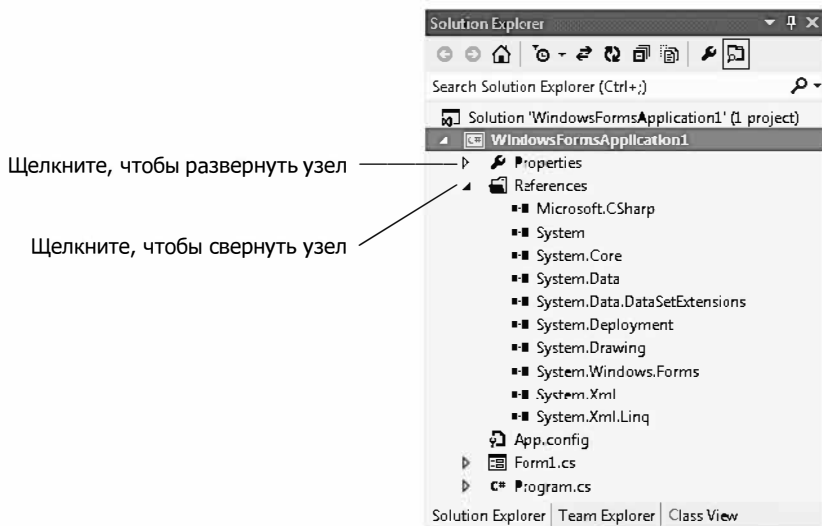 Solution Explorer
Search Solution Explorer (Ctrl+;)
Solution 'WindowsFormsApplication1' (1 project)
C# WindowsFormsApplication1
Щелкните, чтобы развернуть узел
Properties
References
Microsoft.CSharp
System
Щелкните, чтобы свернуть узел
System.Core
System.Data
System.Data.DataSetExtensions
System.Deployment
System.Drawing
System.Windows.Forms
System.Xml
System.Xml.Linq
App.config
Form1.cs
C# Program.cs
Solution Explorer Team Explorer Class View